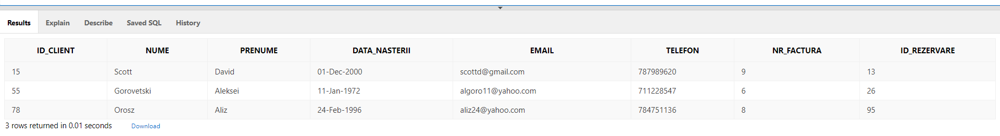 Results Explain Describe Saved SQL History
ID_CLIENT NUME PRENUME DATA_NASTERII EMAIL TELEFON NR_FACTURA ID_REZERVARE
15 Scott David 01-Dec-2000 scottd@gmail.com 787989620 9 13
55 Gorovetski Aleksei 11-Jan-1972 algoro11@yahoo.com 711228547 6 26
78 Orosz Aliz 24-Feb-1996 aliz24@yahoo.com 784751136 8 95
3 rows returned in 0.01 seconds Download